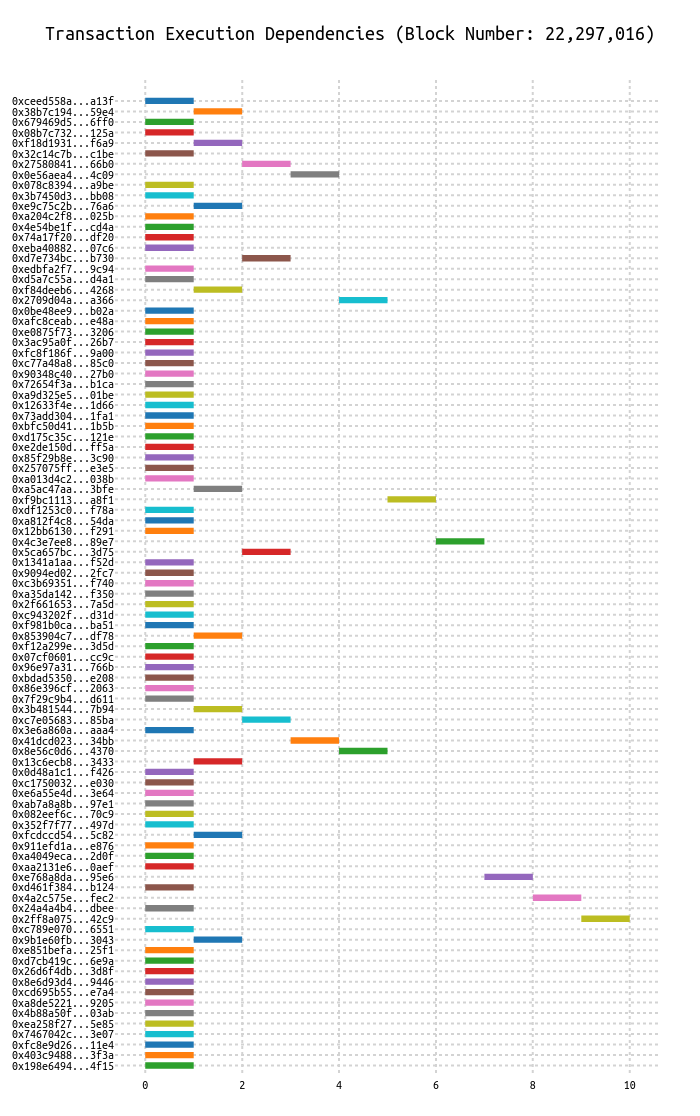 Transaction Execution Dependencies (Block Number: 22,297,016)
0xceed558a...a13f
0x38b7c194...59e4
0x679469d5...6ff0
0x08b7c732...125a
0xf18d1931...f6a9
0x32c14c7b...c1be
0x27580841...66b0
0x0e56aea4...4c09
0x078c8394...a9be
0x3b7450d3...bb08
0xe9c75c2b...76a6
0xa204c2f8...025b
0x4e54be1f...cd4a
0x74a17f20...df20
0xeba40882...07c6
0xd7e734bc...b730
0xedbfa2f7...9c94
0xd5a7c55a...d4a1
0xf84deeb6...4268
0x2709d04a...a366
0x0be48ee9...b02a
0xafc8ceab...e48a
0xe0875f73...3206
0x3ac95a0f...26b7
0xfc8f186f...9a00
0xc77a48a8...85c0
0x90348c40...27b0
0x72654f3a...b1ca
0xa9d325e5...01be
0x12633f4e...1d66
0x73add304...1fa1
0xbfc50d41...1b5b
0xd175c35c...121e
0xe2de150d...ff5a
0x85f29b8e...3c90
0x257075ff...e3e5
0xa013d4c2...038b
0xa5ac47aa...3bfe
0xf9bc1113...a8f1
0xdf1253c0...f78a
0xa812f4c8...54da
0x12bb6130...f291
0x4c3e7ee8...89e7
0x5ca657bc...3d75
0x1341a1aa...f52d
0x9094ed02...2fc7
0xc3b69351...f740
0xa35da142...f350
0x2f661653...7a5d
0xc943202f...d31d
0xf981b0ca...ba51
0x853904c7...df78
0xf12a299e...3d5d
0x07cf0601...cc9c
0x96e97a31...766b
0xbdad5350...e208
0x86e396cf...2063
0x7f29c9b4...d611
0x3b481544...7b94
0xc7e05683...85ba
0x3e6a860a...aaa4
0x41dcd023...34bb
0x8e56c0d6...4370
0x13c6ecb8...3433
0x0d48a1c1...f426
0xc1750032...e030
0xe6a55e4d...3e64
0xab7a8a8b...97e1
0x082eef6c...70c9
0x352f7f77...497d
0xfcdccd54...5c82
0x911efd1a...e876
0xa4049eca...2d0f
0xaa2131e6...0aef
0xe768a8da...95e6
0xd461f384...b124
0x4a2c575e...fec2
0x24a4a4b4...dbee
0x2ff8a075...42c9
0xc789e070...6551
0x9b1e60fb...3043
0xe851befa...25f1
0xd7cb419c...6e9a
0x26d6f4db...3d8f
0x8e6d93d4...9446
0xcd695b55...e7a4
0xa8de5221...9205
0x4b88a50f...03ab
0xea258f27...5e85
0x7467042c...3e07
0xfc8e9d26...11e4
0x403c9488...3f3a
0x198e6494...4f15
0 2 4 6 8 10